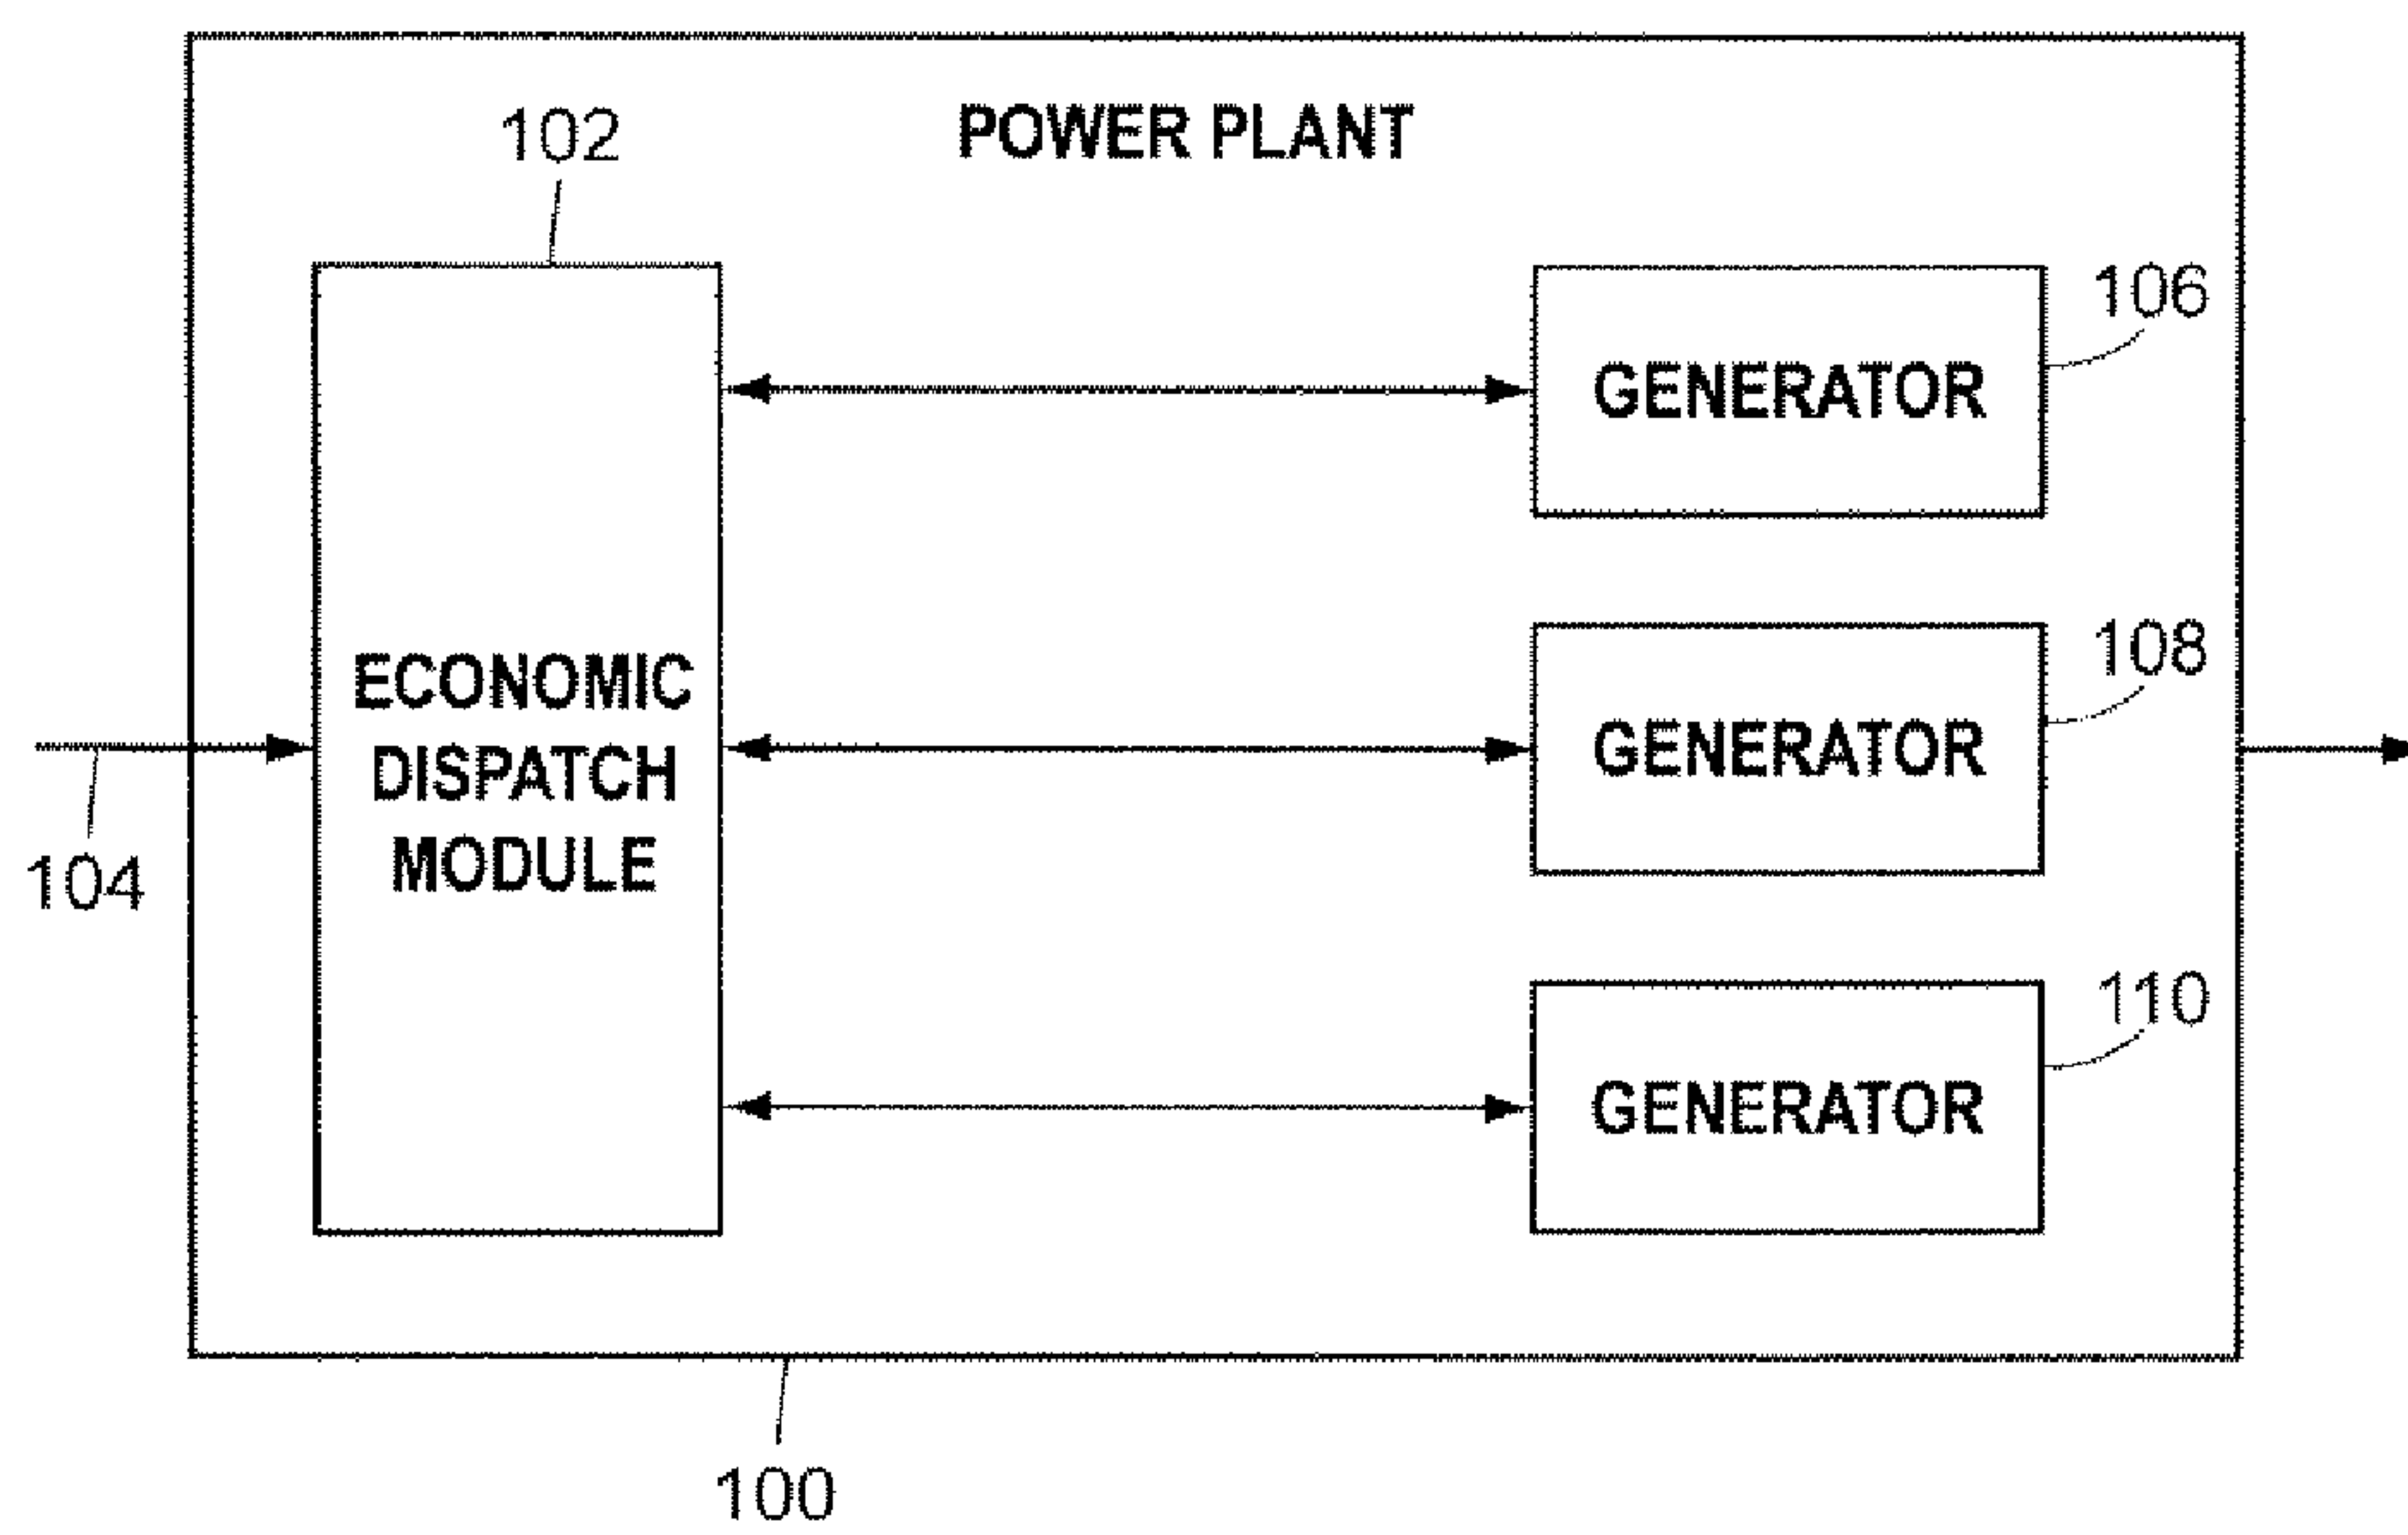 POWER PLANT
102
106
GENERATOR
108
ECONOMIC
DISPATCH
MODULE
GENERATOR
104
110
GENERATOR
100